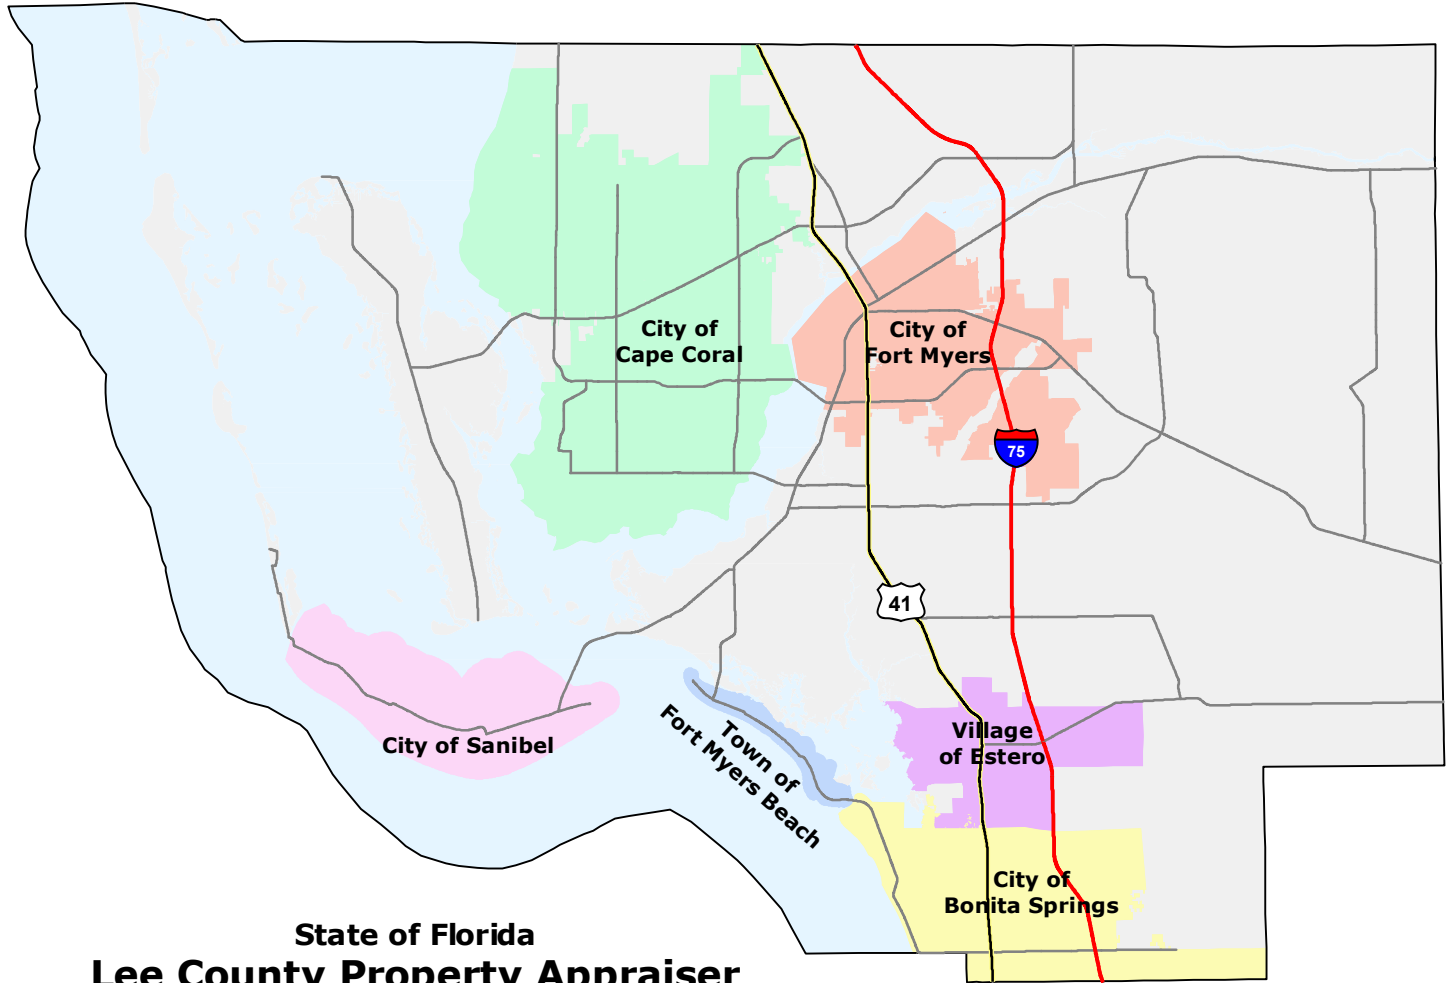 City of
Cape Coral
City of
Fort Myers
75
41
City of Sanibel
Town of
Fort Myers Beach
Village
of Estero
City of
Bonita Springs
State of Florida
Lee County Property Appraiser